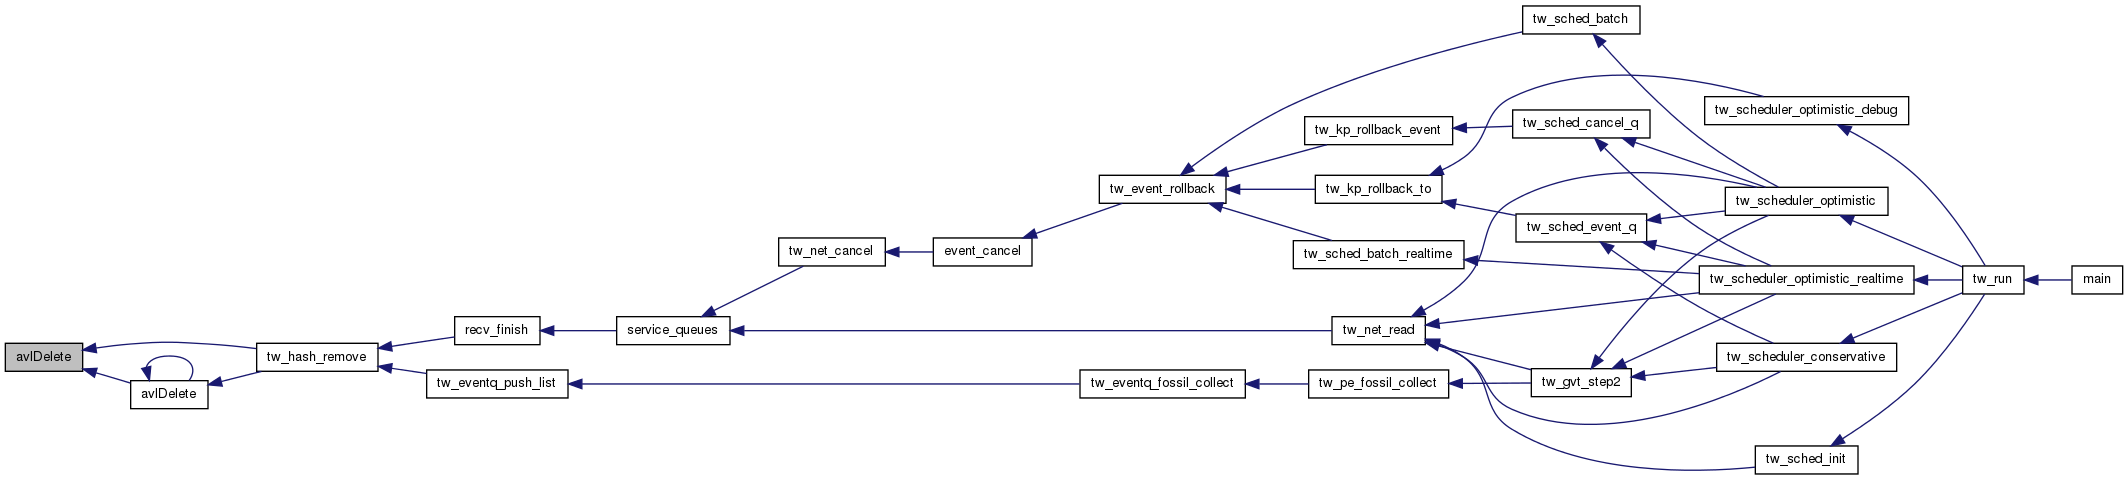 tw_sched_batch
tw_scheduler_optimistic_debug
tw_sched_cancel_q
tw_kp_rollback_event
tw_event_rollback
tw_kp_rollback_to
tw_scheduler_optimistic
tw_sched_event_q
tw_net_cancel
event_cancel
tw_sched_batch_realtime
tw_scheduler_optimistic_realtime
tw_run
main
recv_finish
service_queues
tw_net_read
avlDelete
tw_hash_remove
tw_scheduler_conservative
avlDelete
tw_eventq_push_list
tw_eventq_fossil_collect
tw_pe_fossil_collect
tw_gvt_step2
tw_sched_init